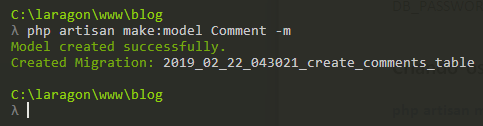 C:\laragon\www\blog
λ php artisan make:model Comment -m
Model created successfully.
Created Migration: 2019_02_22_043021_create_comments_table
C:\laragon\www\blog
λ